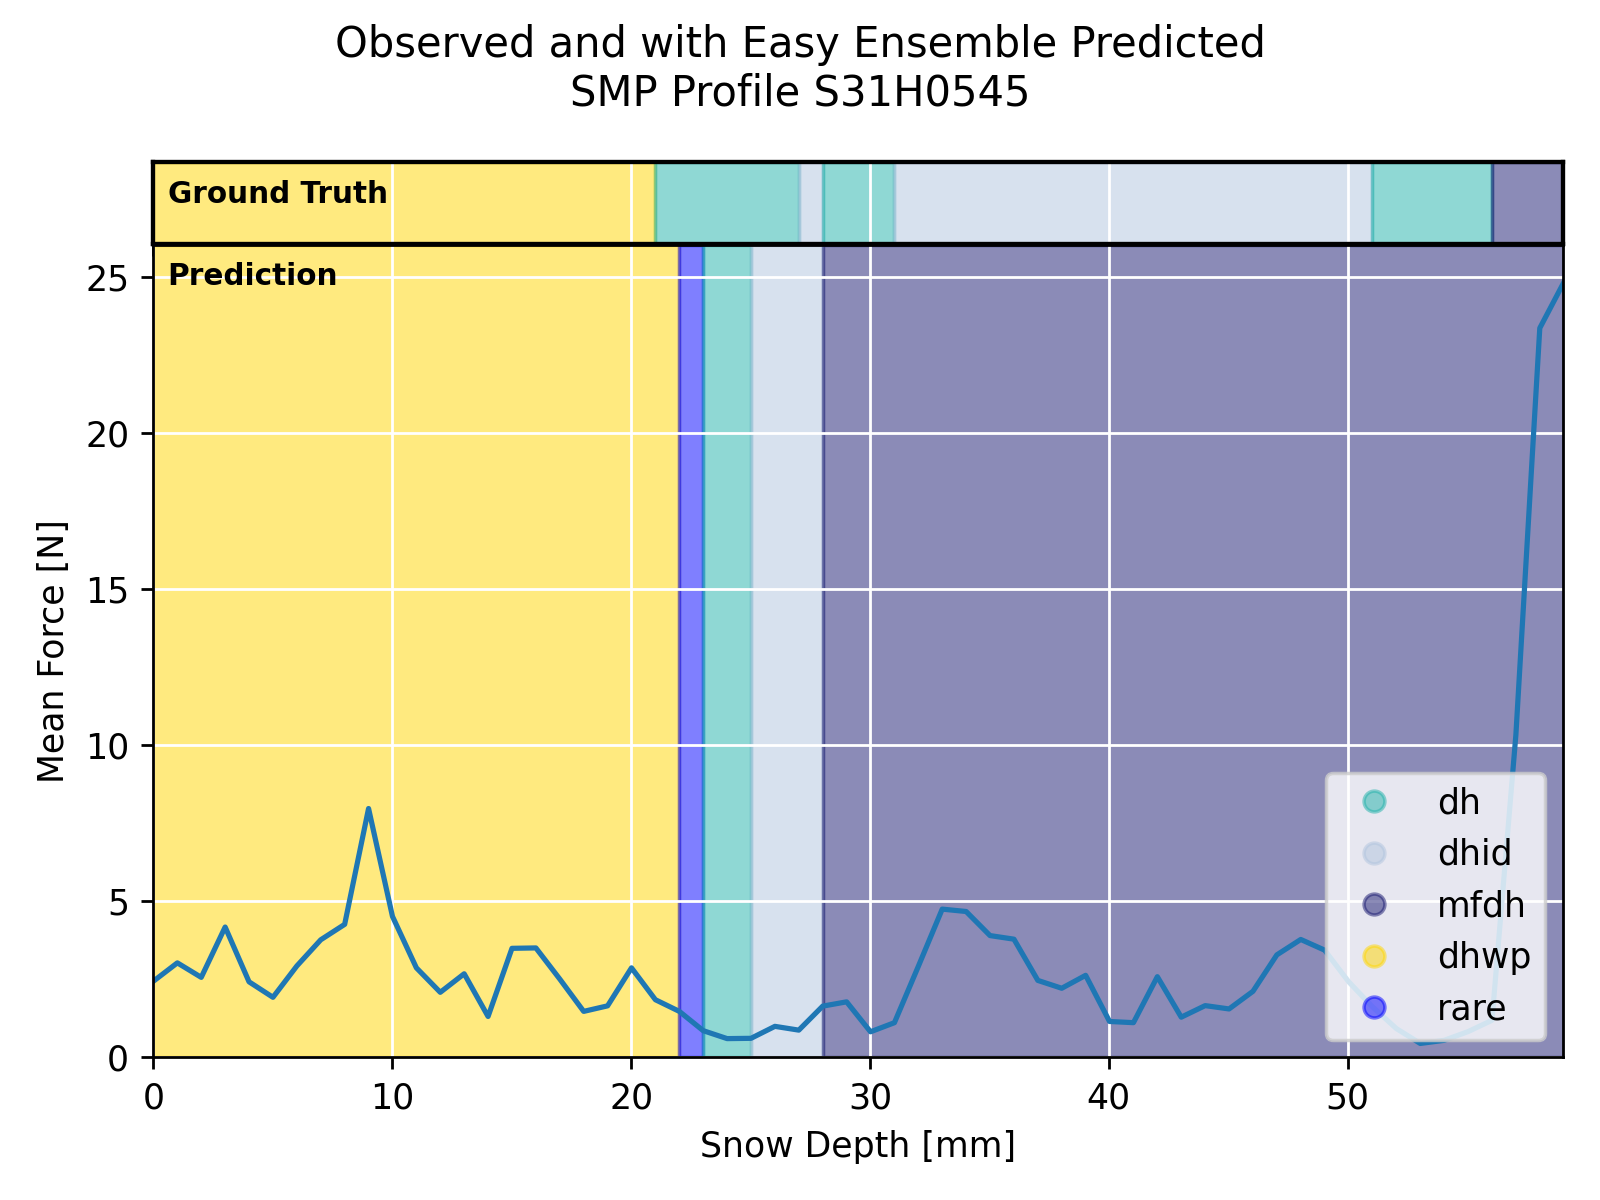 Observed and with Easy Ensemble Predicted
SMP Profile S31H0545
Ground Truth
Prediction
25
20
15
10
5
0
Mean Force [N]
dh
dhid
mfdh
dhwp
rare
0 10 20 30 40 50
Snow Depth [mm]